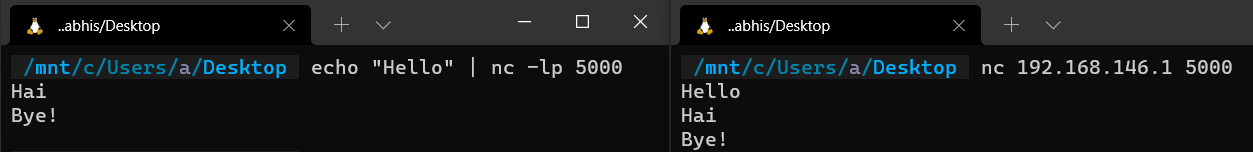 ..abhis/Desktop
/mnt/c/Users/a/Desktop echo "Hello" | nc -lp 5000
Hai
Bye!
..abhis/Desktop
/mnt/c/Users/a/Desktop nc 192.168.146.1 5000
Hello
Hai
Bye!